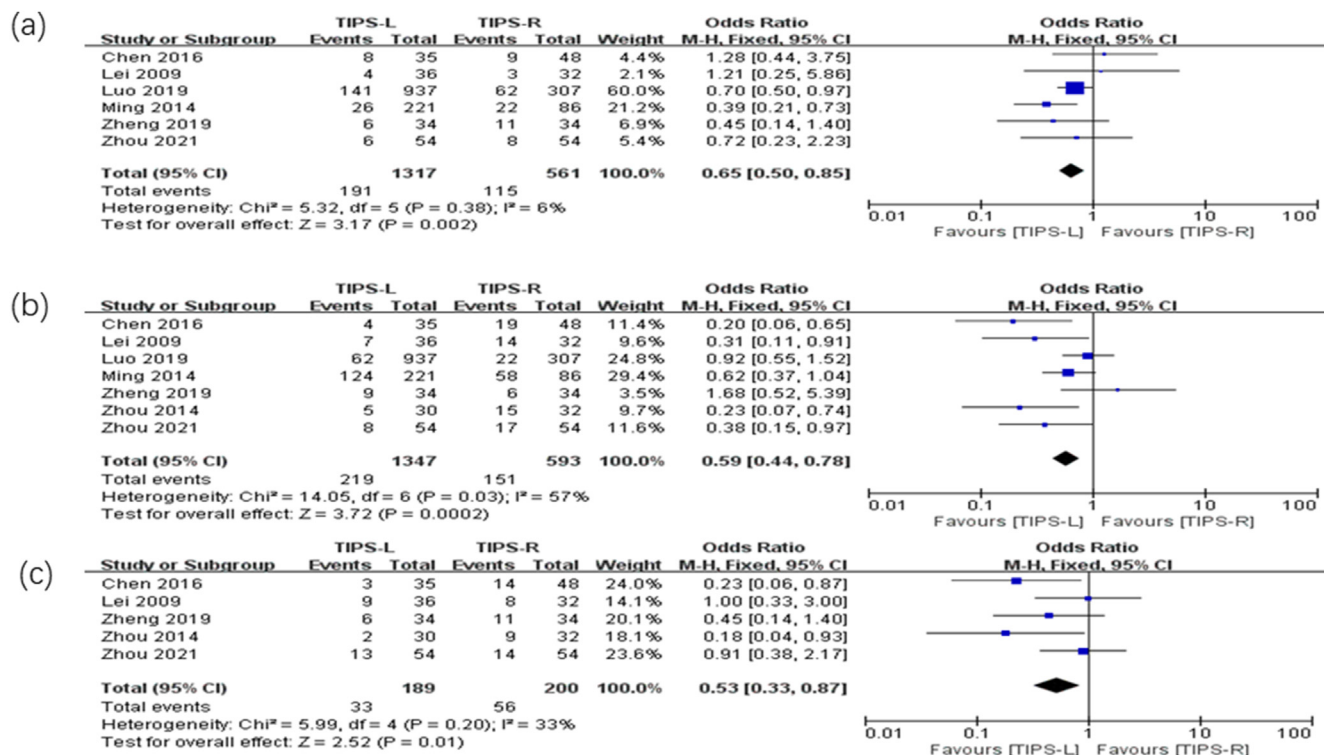 (a)
TIPS-L TIPS-R Odds Ratio Odds Ratio
Study or Subgroup Events Total Events Total Weight M-H, Fixed, 95% CI M-H, Fixed, 95% CI
Chen 2016 8 35 9 48 4.4% 1.28 [0.44, 3.75]
Lei 2009 4 36 3 32 2.1% 1.21 [0.25, 5.86]
Luo 2019 141 937 62 307 60.0% 0.70 [0.50, 0.97]
Ming 2014 26 221 22 86 21.2% 0.39 [0.21, 0.73]
Zheng 2019 6 34 11 34 6.9% 0.45 [0.14, 1.40]
Zhou 2021 6 54 8 54 5.4% 0.72 [0.23, 2.23]
Total (95% CI) 1317 561 100.0% 0.65 [0.50, 0.85]
Total events 191 115
Heterogeneity: Chi² = 5.32, df = 5 (P = 0.38); I² = 6%
Test for overall effect: Z = 3.17 (P = 0.002)
0.01 0.1 1 10 100
Favours [TIPS-L] Favours [TIPS-R]
(b)
TIPS-L TIPS-R Odds Ratio Odds Ratio
Study or Subgroup Events Total Events Total Weight M-H, Fixed, 95% CI M-H, Fixed, 95% CI
Chen 2016 4 35 19 48 11.4% 0.20 [0.06, 0.65]
Lei 2009 7 36 14 32 9.6% 0.31 [0.11, 0.91]
Luo 2019 62 937 22 307 24.8% 0.92 [0.55, 1.52]
Ming 2014 124 221 58 86 29.4% 0.62 [0.37, 1.04]
Zheng 2019 9 34 6 34 3.5% 1.68 [0.52, 5.39]
Zhou 2014 5 30 15 32 9.7% 0.23 [0.07, 0.74]
Zhou 2021 8 54 17 54 11.6% 0.38 [0.15, 0.97]
Total (95% CI) 1347 593 100.0% 0.59 [0.44, 0.78]
Total events 219 151
Heterogeneity: Chi² = 14.05, df = 6 (P = 0.03); I² = 57%
Test for overall effect: Z = 3.72 (P = 0.0002)
0.01 0.1 1 10 100
Favours [TIPS-L] Favours [TIPS-R]
(c)
TIPS-L TIPS-R Odds Ratio Odds Ratio
Study or Subgroup Events Total Events Total Weight M-H, Fixed, 95% CI M-H, Fixed, 95% CI
Chen 2016 3 35 14 48 24.0% 0.23 [0.06, 0.87]
Lei 2009 9 36 8 32 14.1% 1.00 [0.33, 3.00]
Zheng 2019 6 34 11 34 20.1% 0.45 [0.14, 1.40]
Zhou 2014 2 30 9 32 18.1% 0.18 [0.04, 0.93]
Zhou 2021 13 54 14 54 23.6% 0.91 [0.38, 2.17]
Total (95% CI) 189 200 100.0% 0.53 [0.33, 0.87]
Total events 33 56
Heterogeneity: Chi² = 5.99, df = 4 (P = 0.20); I² = 33%
Test for overall effect: Z = 2.52 (P = 0.01)
0.01 0.1 1 10 100
Favours [TIPS-L] Favours [TIPS-R]